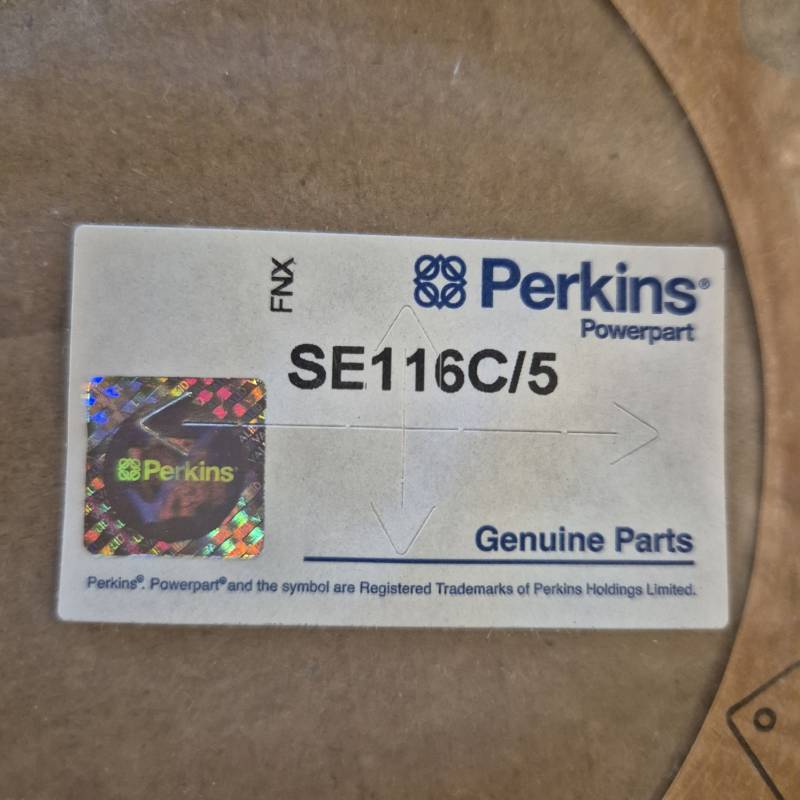 FNX
Perkins®
Powerpart
SE116C/5
Perkins
Genuine Parts
Perkins®. Powerpart® and the symbol are Registered Trademarks of Perkins Holdings Limited.